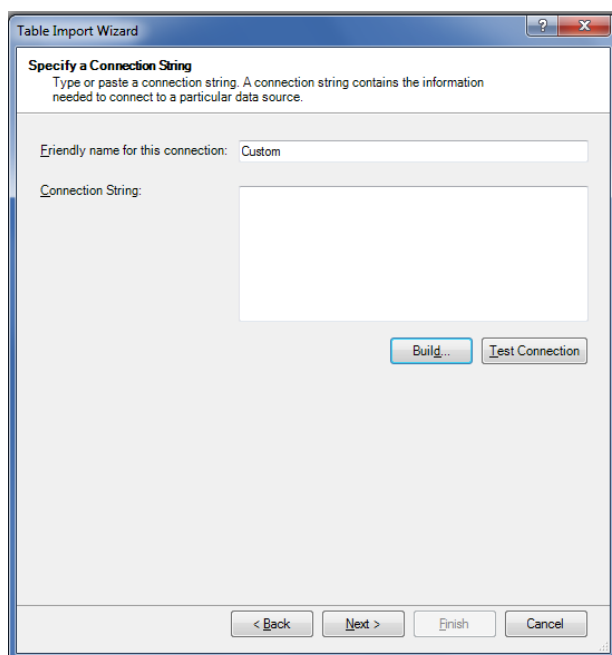 Table Import Wizard
?
Specify a Connection String
Type or paste a connection string. A connection string contains the information
needed to connect to a particular data source.
Friendly name for this connection: Custom
Connection String:
Build... Test Connection
< Back Next > Finish Cancel